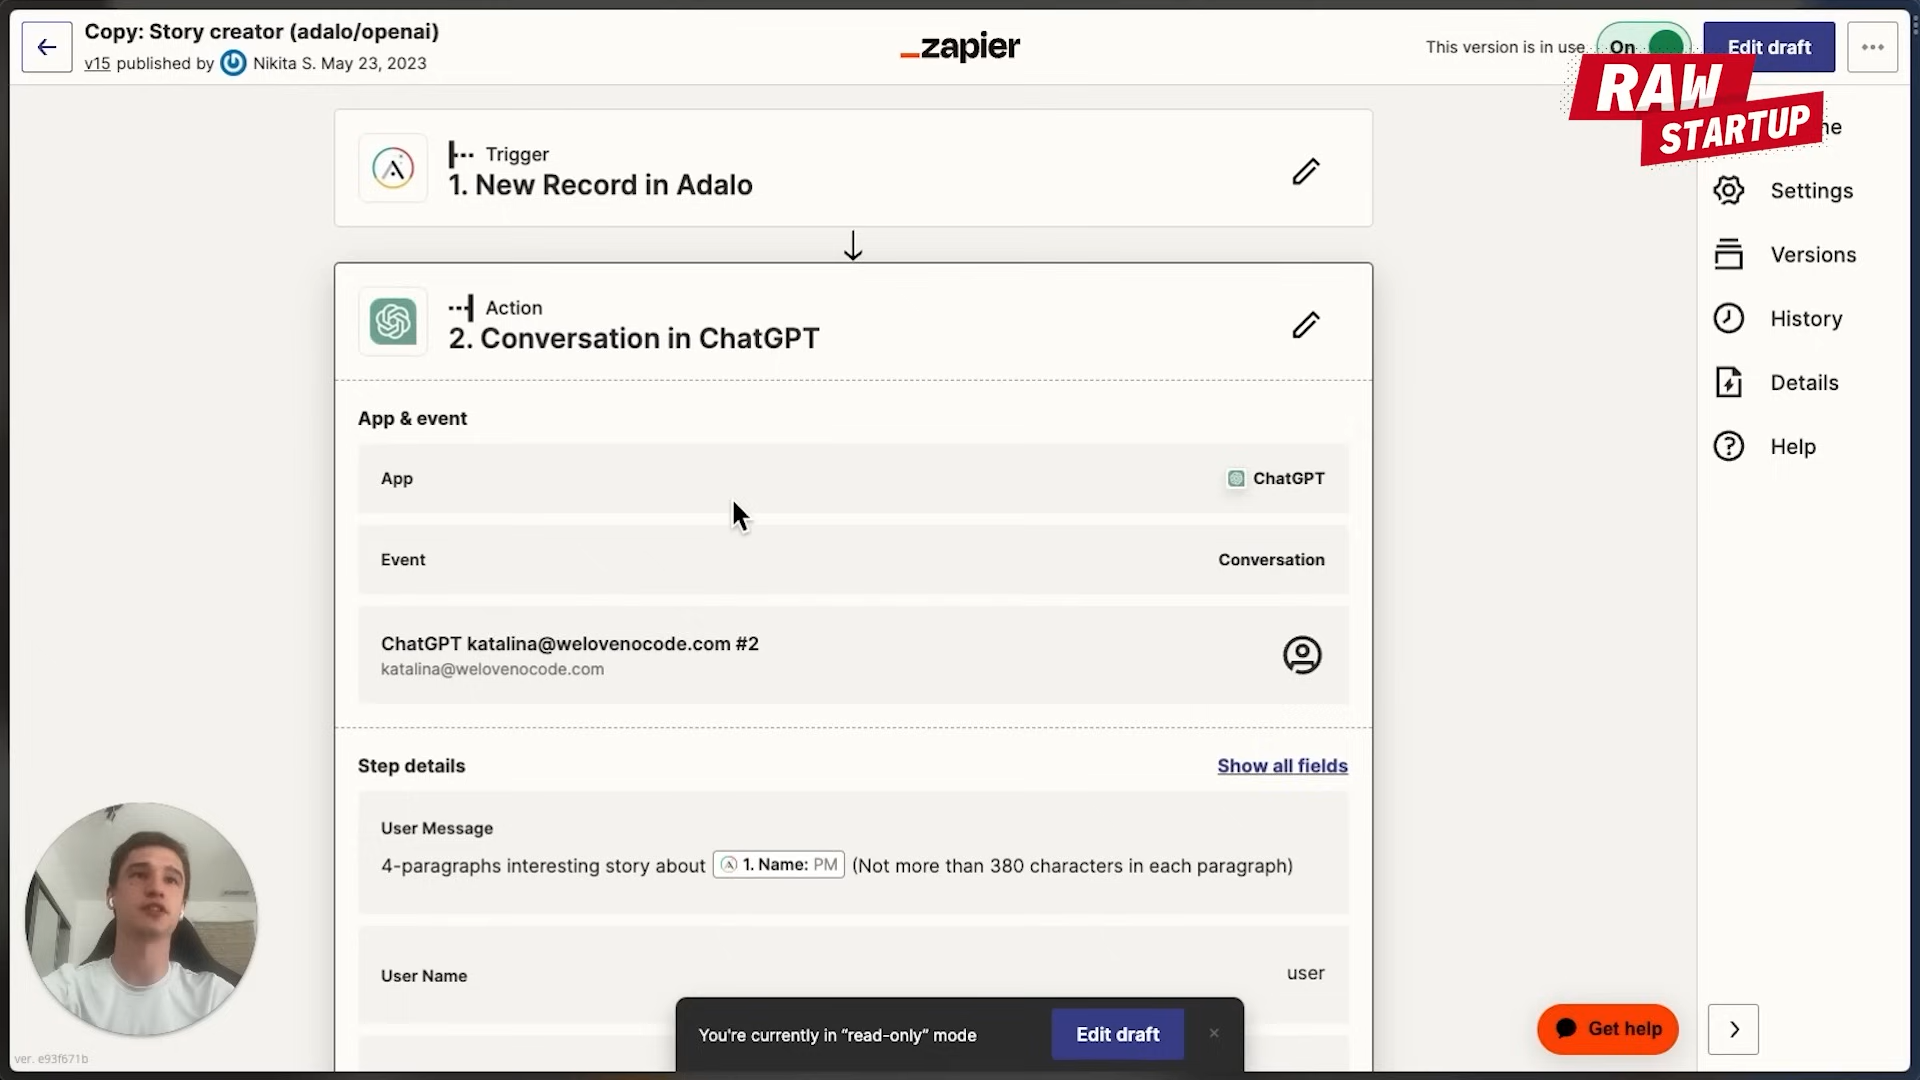 Copy: Story creator (adalo/openai)
v15 published by Nikita S. May 23, 2023
zapier
This version is in use
On
Edit draft
RAW
STARTUP
Trigger
1. New Record in Adalo
Action
2. Conversation in ChatGPT
App & event
App
ChatGPT
Event
Conversation
ChatGPT katalina@welovenocode.com #2
katalina@welovenocode.com
Step details
Show all fields
User Message
4-paragraphs interesting story about 1. Name: PM (Not more than 380 characters in each paragraph)
User Name
user
You're currently in “read-only” mode
Edit draft
Settings
Versions
History
Details
Help
Get help
ver. e93f671b